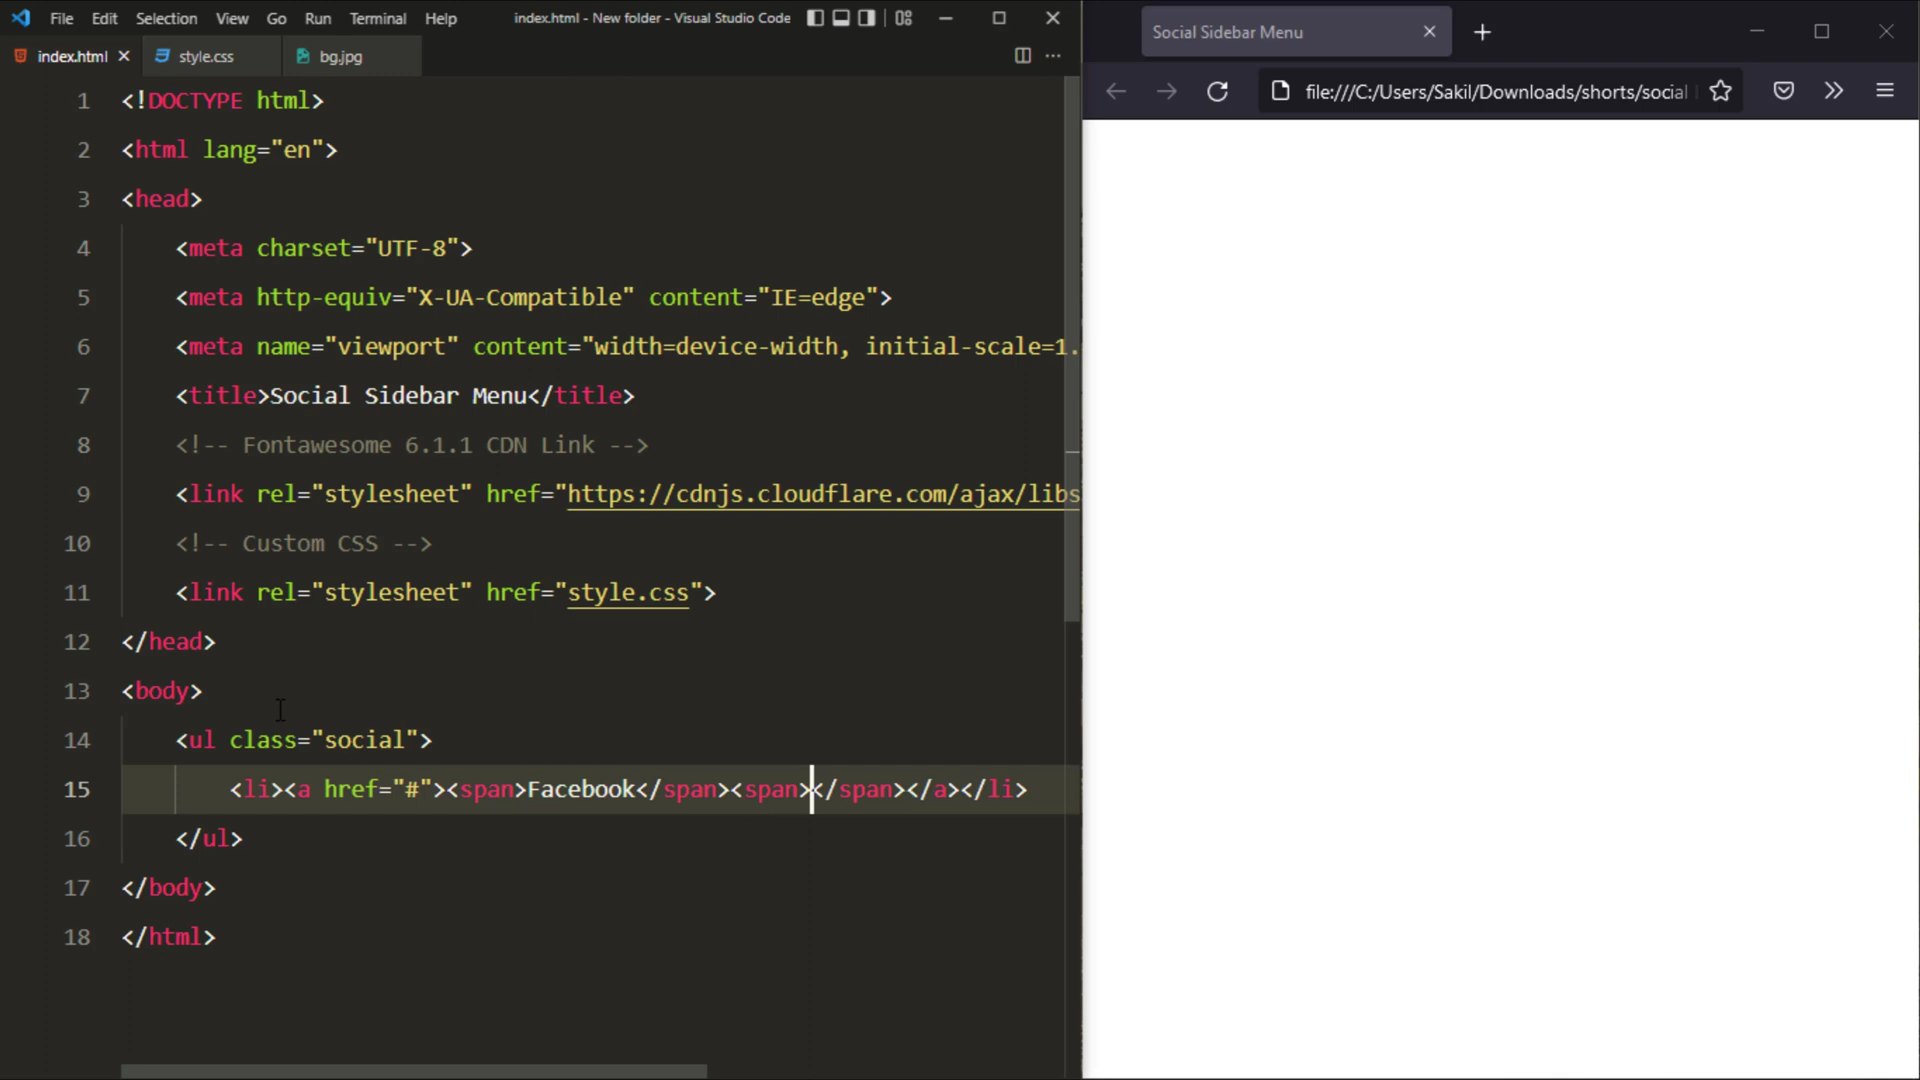 File Edit Selection View Go Run Terminal Help index.html - New folder - Visual Studio Code
index.html style.css bg.jpg
1 <!DOCTYPE html>
2 <html lang="en">
3 <head>
4 <meta charset="UTF-8">
5 <meta http-equiv="X-UA-Compatible" content="IE=edge">
6 <meta name="viewport" content="width=device-width, initial-scale=1.
7 <title>Social Sidebar Menu</title>
8 <!-- Fontawesome 6.1.1 CDN Link -->
9 <link rel="stylesheet" href="https://cdnjs.cloudflare.com/ajax/libs
10 <!-- Custom CSS -->
11 <link rel="stylesheet" href="style.css">
12 </head>
13 <body>
14 <ul class="social">
15 <li><a href="#"><span>Facebook</span><span></span></a></li>
16 </ul>
17 </body>
18 </html>
Social Sidebar Menu
file:///C:/Users/Sakil/Downloads/shorts/social